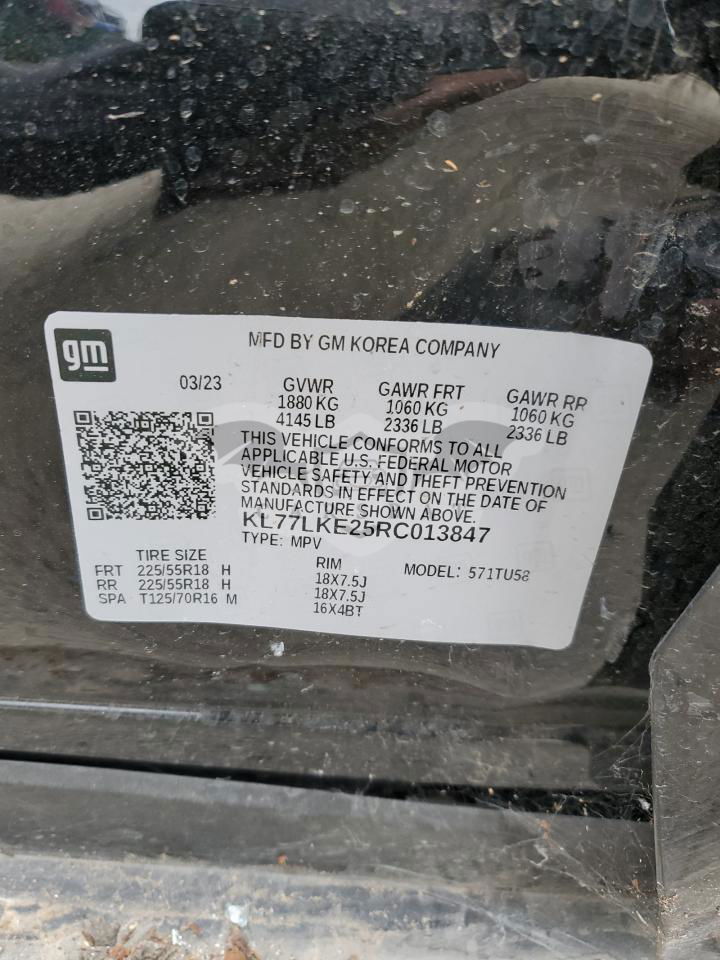 gm
MFD BY GM KOREA COMPANY
03/23
GVWR
1880 KG
4145 LB
GAWR FRT
1060 KG
2336 LB
GAWR RR
1060 KG
2336 LB
THIS VEHICLE CONFORMS TO ALL
APPLICABLE U.S. FEDERAL MOTOR
VEHICLE SAFETY AND THEFT PREVENTION
STANDARDS IN EFFECT ON THE DATE OF
MANUFACTURE SHOWN ABOVE.
KL77LKE25RC013847
TYPE: MPV
TIRE SIZE
FRT 225/55R18 H
RR 225/55R18 H
SPA T125/70R16 M
RIM
18X7.5J
18X7.5J
16X4BT
MODEL: 571TU58